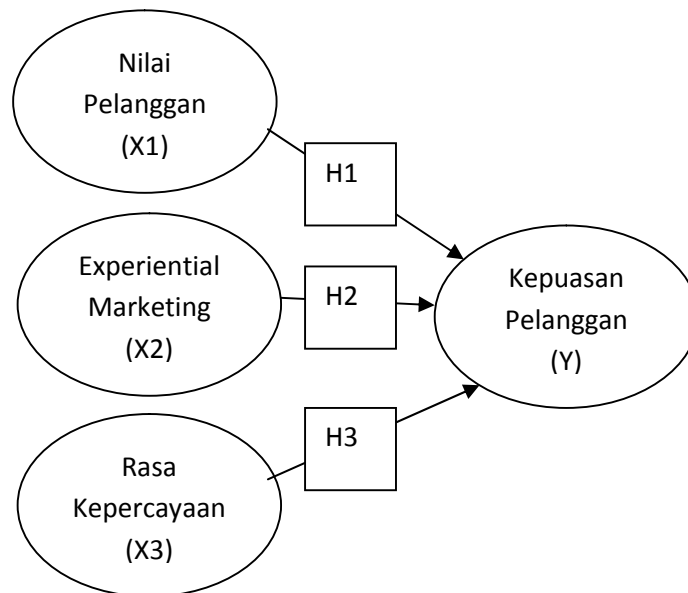 Nilai
Pelanggan
(X1)
H1
Experiential
Marketing
(X2)
H2
Kepuasan
Pelanggan
(Y)
Rasa
Kepercayaan
(X3)
H3